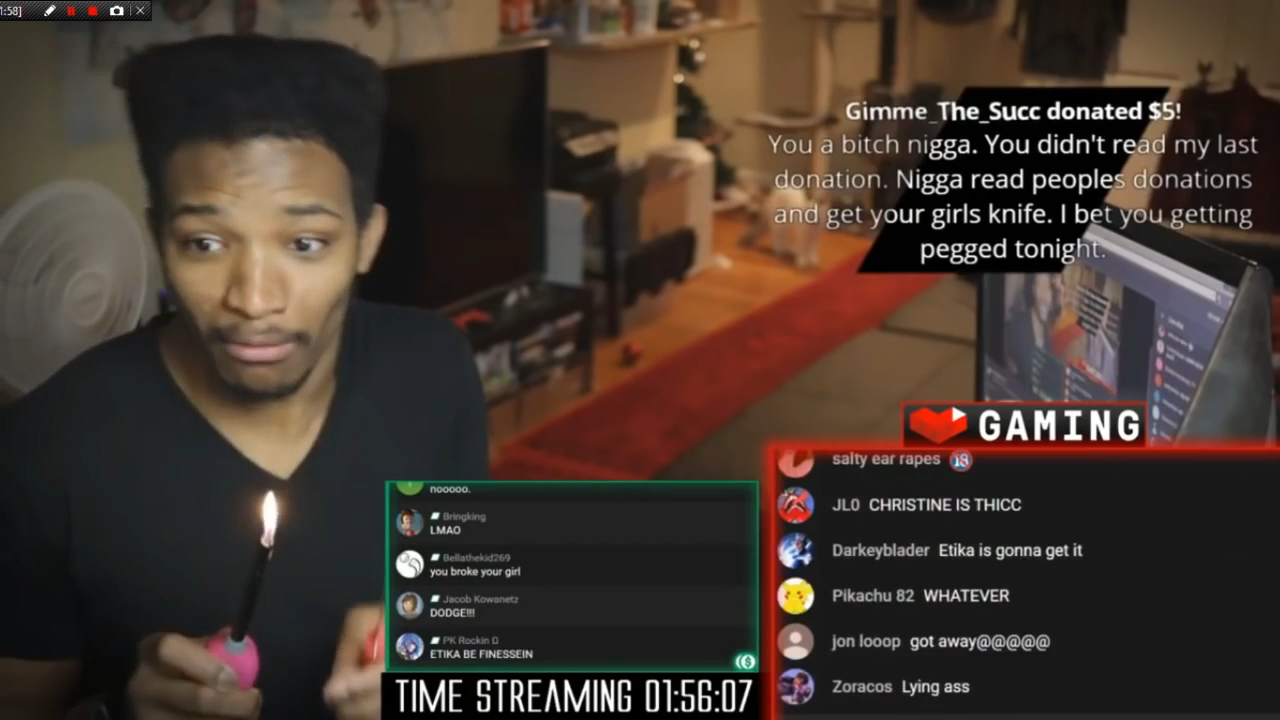 1:58]
Gimme_The_Succ donated $5!
You a bitch nigga. You didn't read my last
donation. Nigga read peoples donations
and get your girls knife. I bet you getting
pegged tonight.
GAMING
salty ear rapes 🔞
JL0 CHRISTINE IS THICC
Darkeyblader Etika is gonna get it
Pikachu 82 WHATEVER
jon looop got away@@@@@
Zoracos Lying ass
nooooo.
Bringking
LMAO
Bellathekid269
you broke your girl
Jacob Kowanetz
DODGE!!!
PK Rockin Ω
ETIKA BE FINESSEIN
TIME STREAMING 01:56:07